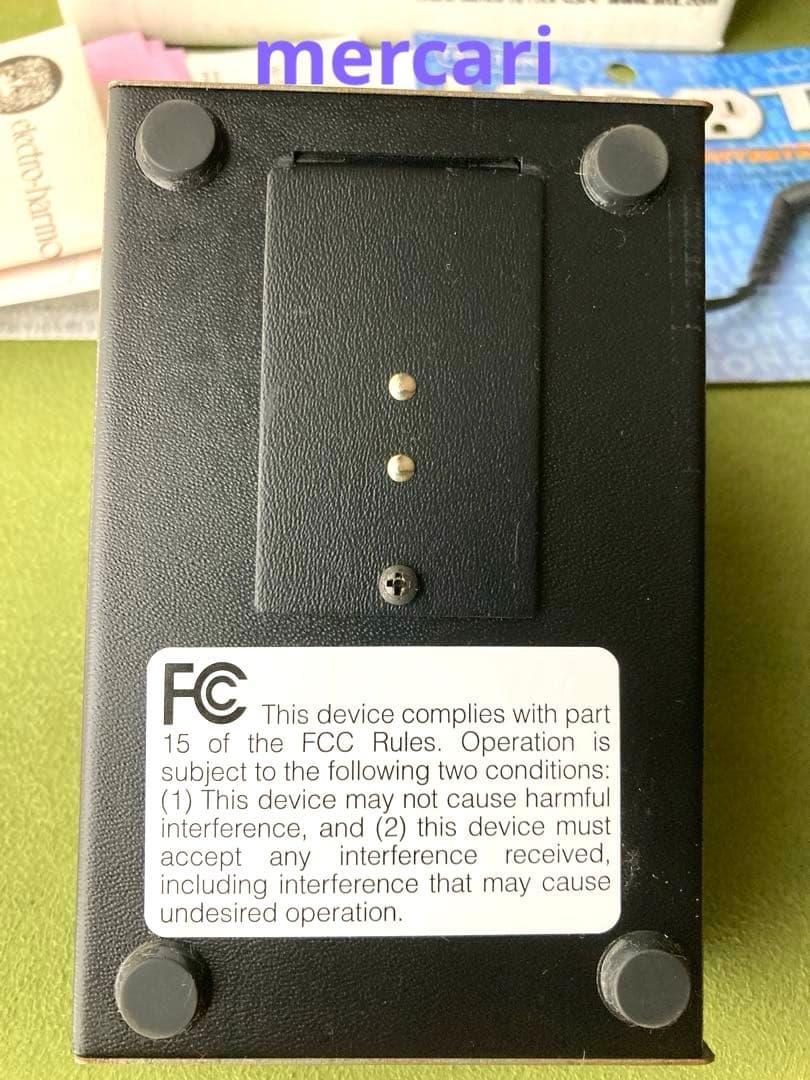 mercari
electro-harmo
FCC This device complies with part
15 of the FCC Rules. Operation is
subject to the following two conditions:
(1) This device may not cause harmful
interference, and (2) this device must
accept any interference received,
including interference that may cause
undesired operation.